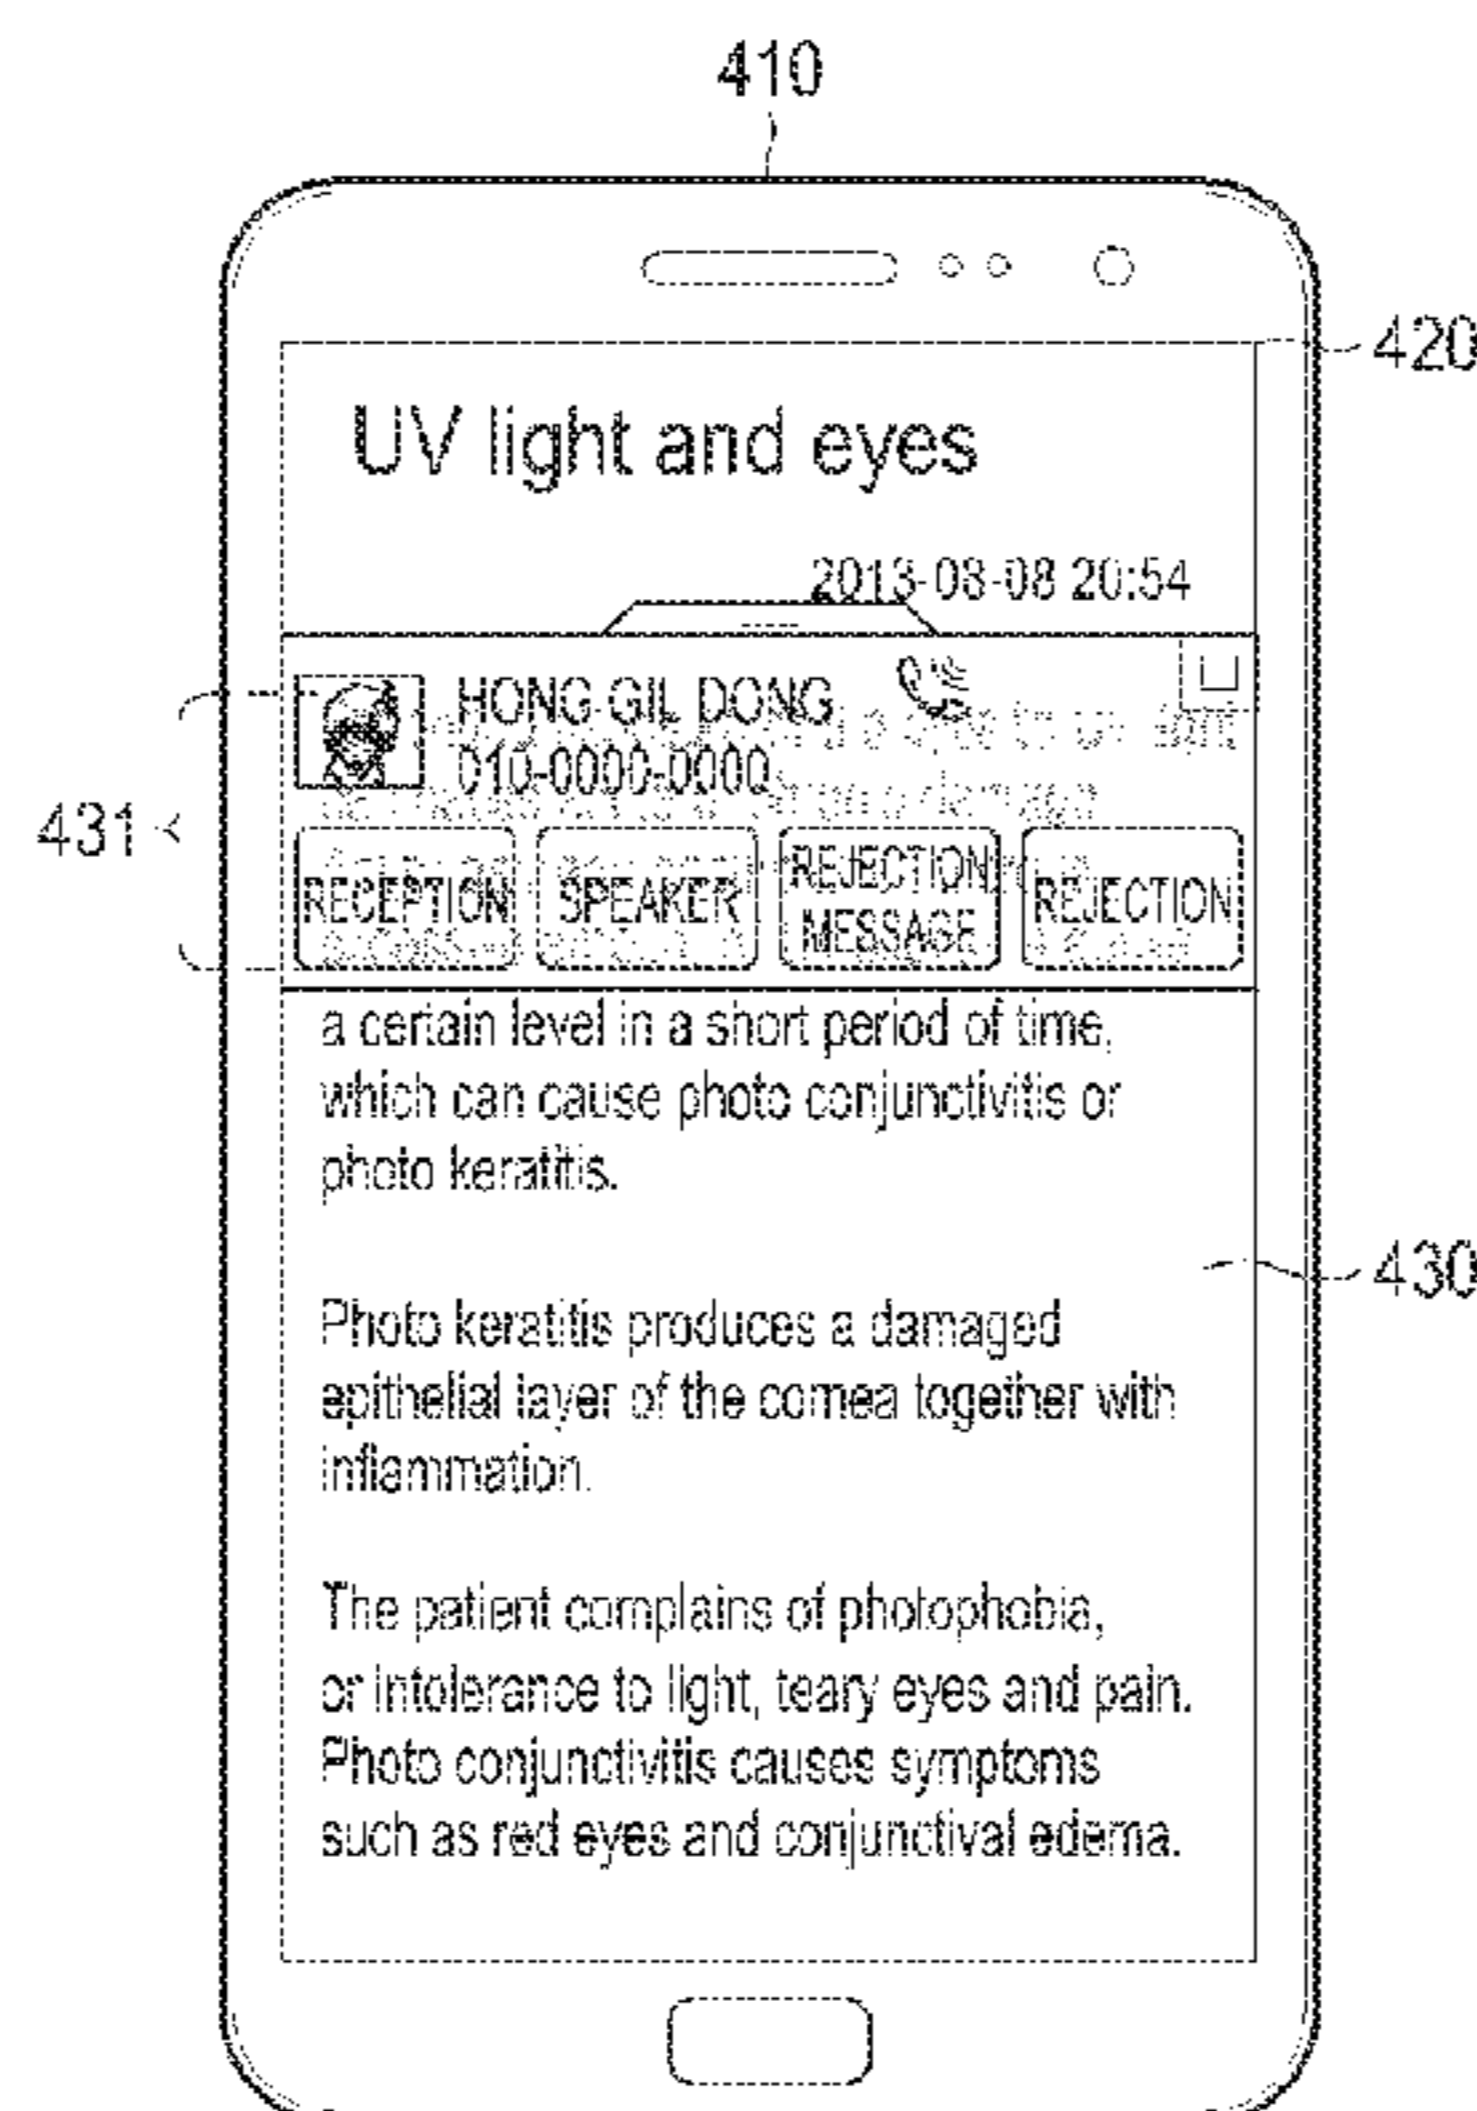 410
420
UV light and eyes
2013-08-08 20:54
HONG GIL DONG
010-0000-0000
431
RECEPTION
SPEAKER
REJECTION
MESSAGE
REJECTION
a certain level in a short period of time,
which can cause photo conjunctivitis or
photo keratitis.
430
Photo keratitis produces a damaged
epithelial layer of the cornea together with
inflammation.
The patient complains of photophobia,
or intolerance to light, teary eyes and pain.
Photo conjunctivitis causes symptoms
such as red eyes and conjunctival edema.